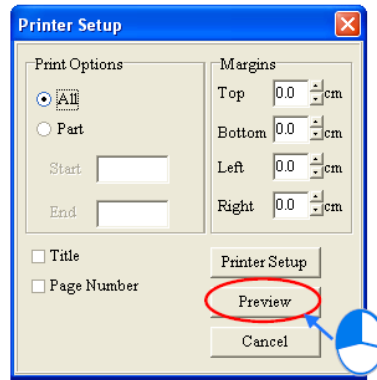 Printer Setup
Print Options
All
Part
Start
End
Margins
Top 0.0 cm
Bottom 0.0 cm
Left 0.0 cm
Right 0.0 cm
Title
Page Number
Printer Setup
Preview
Cancel